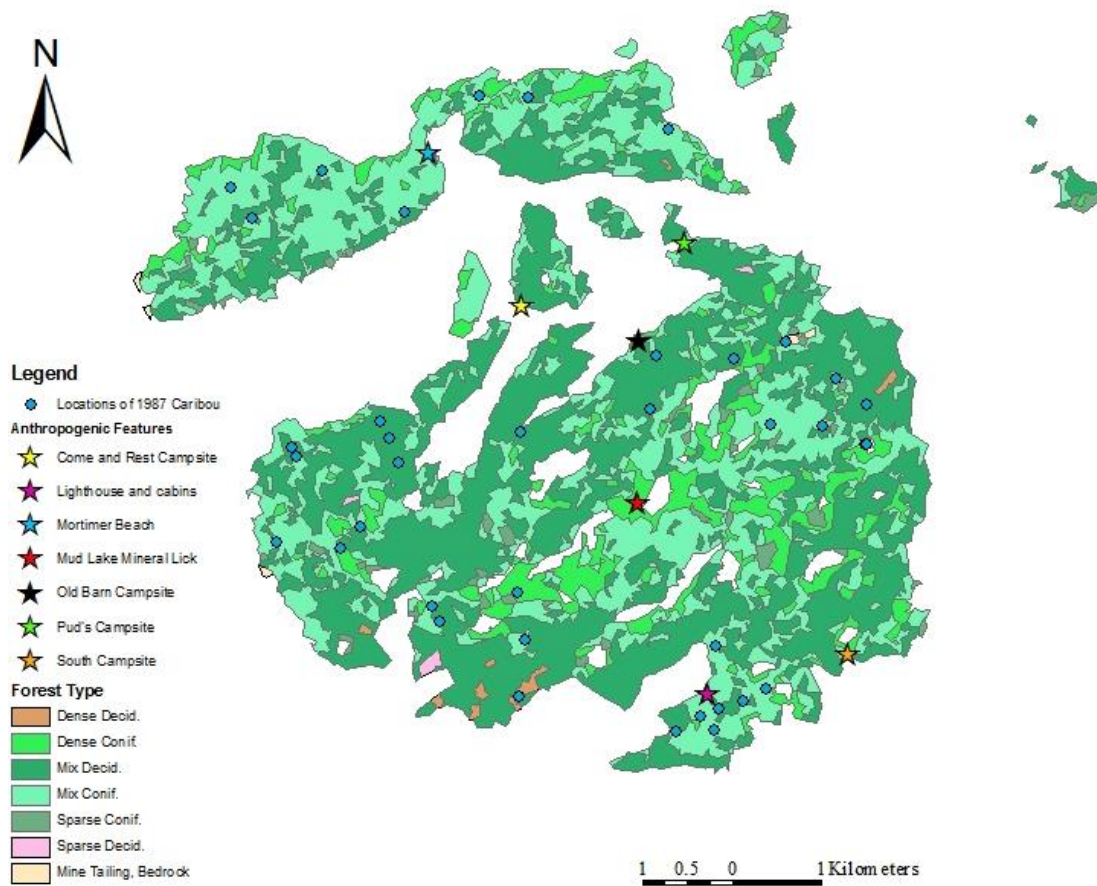 N
Legend
Locations of 1987 Caribou
Anthropogenic Features
Come and Rest Campsite
Lighthouse and cabins
Mortimer Beach
Mud Lake Mineral Lick
Old Barn Campsite
Pud's Campsite
South Campsite
Forest Type
Dense Decid.
Dense Conif.
Mix Decid.
Mix Conif.
Sparse Conif.
Sparse Decid.
Mine Tailing, Bedrock
1 0.5 0 1 Kilometers